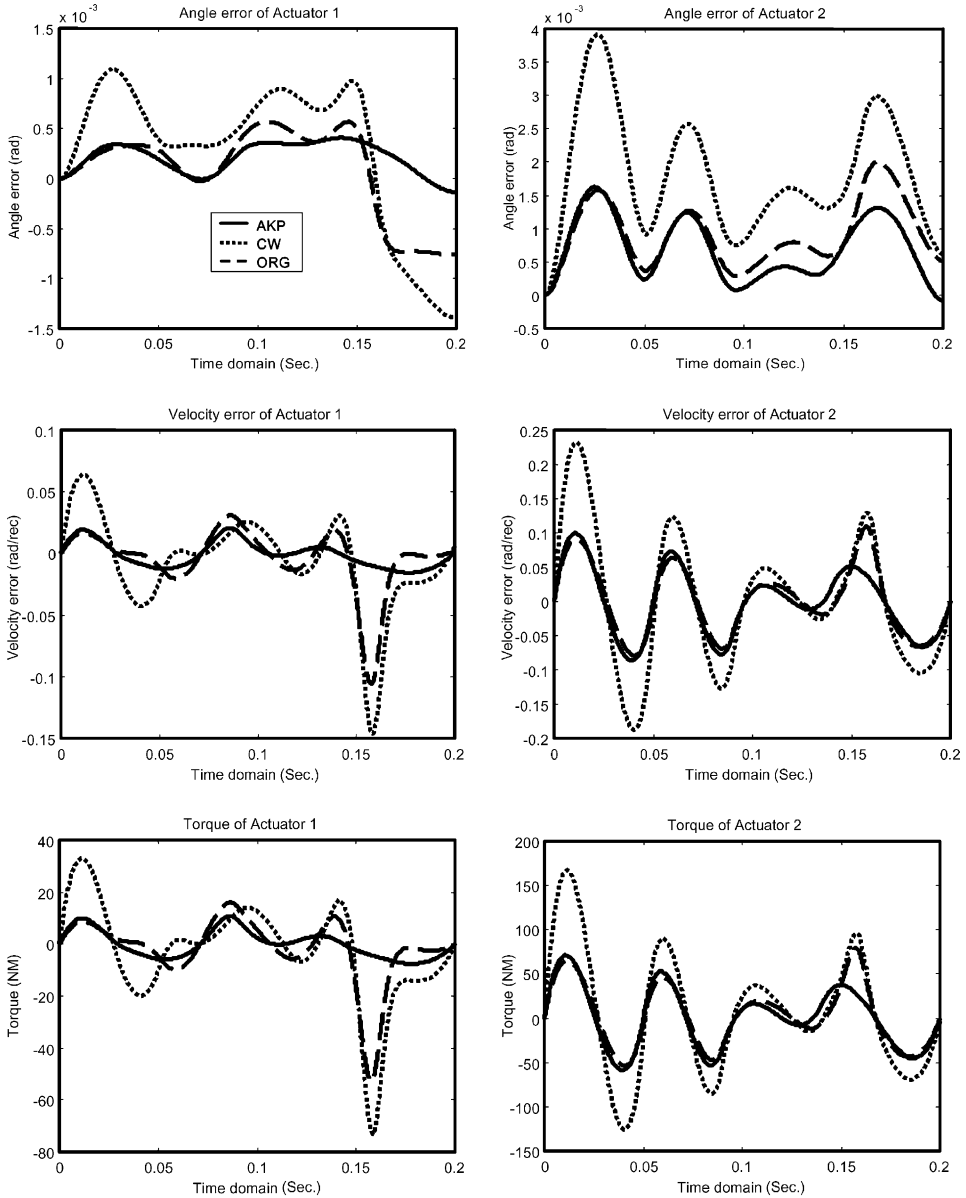 Angle error of Actuator 1
x 10⁻³
1.5
1
0.5
0
-0.5
-1
-1.5
Angle error (rad)
AKP
CW
ORG
0 0.05 0.1 0.15 0.2
Time domain (Sec.)
Angle error of Actuator 2
x 10⁻³
4
3.5
3
2.5
2
1.5
1
0.5
0
-0.5
Angle error (rad)
0 0.05 0.1 0.15 0.2
Time domain (Sec.)
Velocity error of Actuator 1
0.1
0.05
0
-0.05
-0.1
-0.15
Velocity error (rad/rec)
0 0.05 0.1 0.15 0.2
Time domain (Sec.)
Velocity error of Actuator 2
0.25
0.2
0.15
0.1
0.05
0
-0.05
-0.1
-0.15
-0.2
Velocity error (rad/rec)
0 0.05 0.1 0.15 0.2
Time domain (Sec.)
Torque of Actuator 1
40
20
0
-20
-40
-60
-80
Torque (NM)
0 0.05 0.1 0.15 0.2
Time domain (Sec.)
Torque of Actuator 2
200
150
100
50
0
-50
-100
-150
Torque (NM)
0 0.05 0.1 0.15 0.2
Time domain (Sec.)